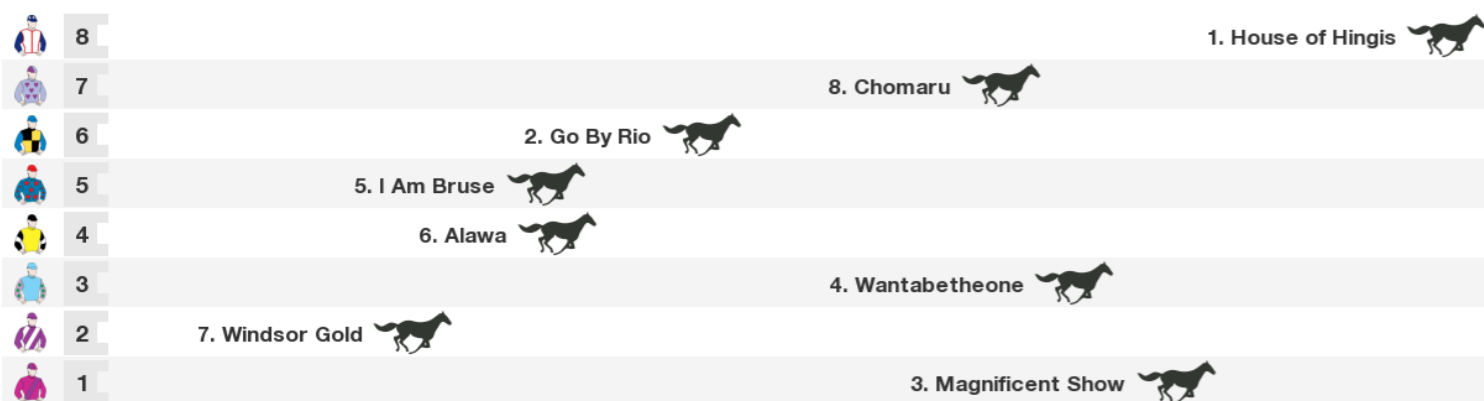 8 1. House of Hingis
7 8. Chomaru
6 2. Go By Rio
5 5. I Am Bruse
4 6. Alawa
3 4. Wantabetheone
2 7. Windsor Gold
1 3. Magnificent Show